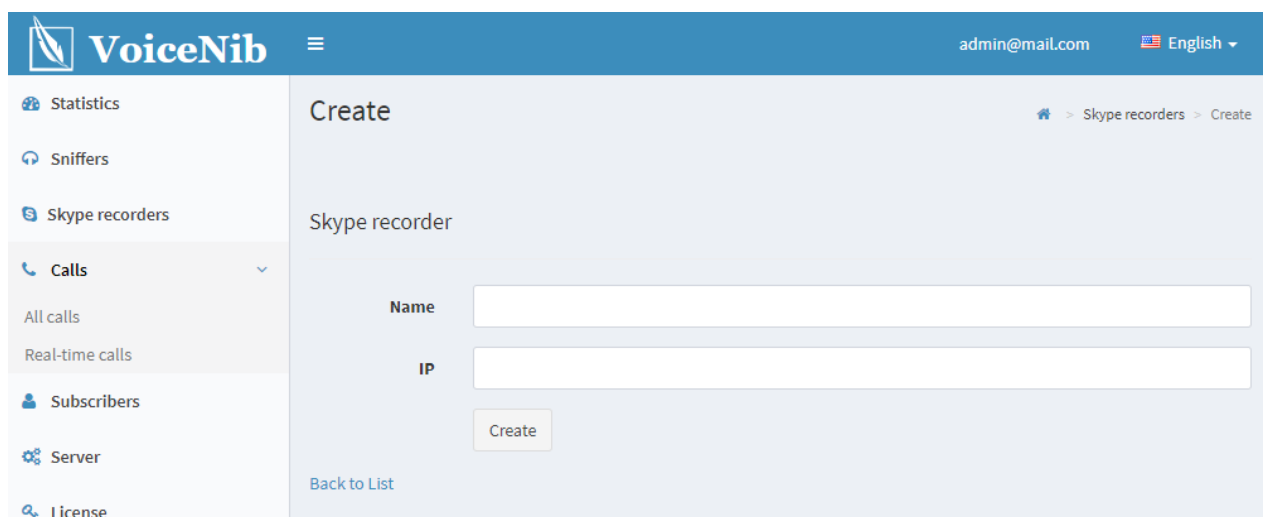 VoiceNib
admin@mail.com English
Statistics
Sniffers
Skype recorders
Calls
All calls
Real-time calls
Subscribers
Server
License
Create
> Skype recorders > Create
Skype recorder
Name
IP
Create
Back to List